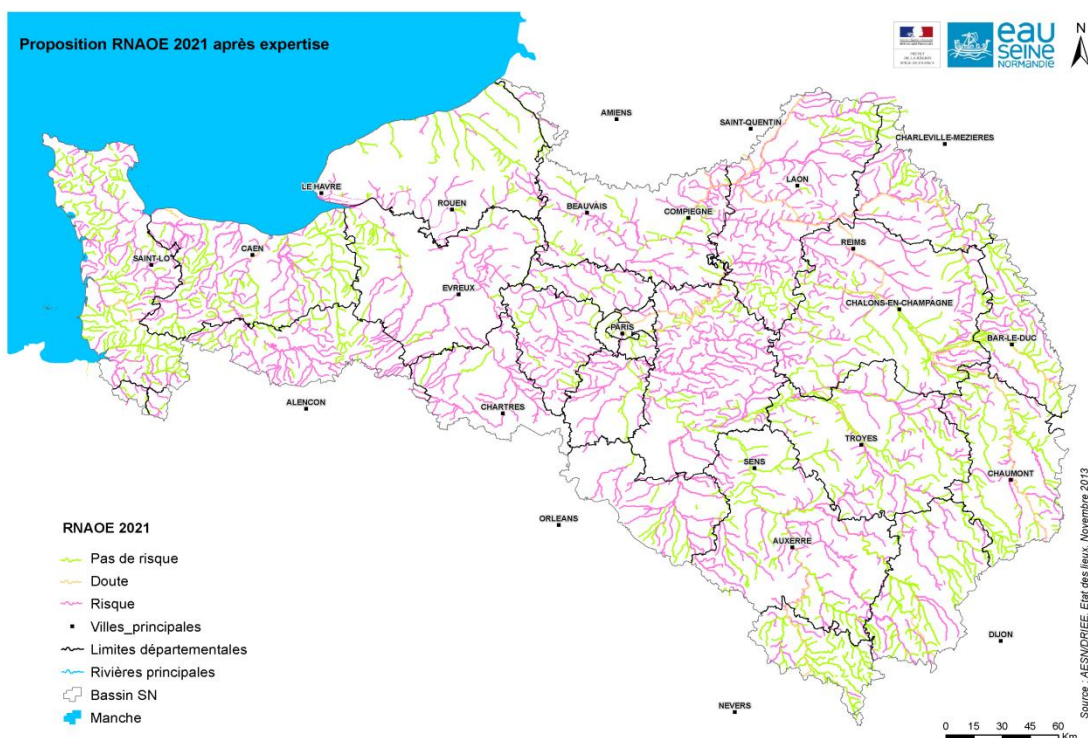 Proposition RNAOE 2021 après expertise
eau
SEINE
NORMANDIE
N
AMIENS
SAINT-QUENTIN
CHARLEVILLE-MEZIERES
LAON
LE HAVRE
ROUEN
BEAUVAIS
COMPIEGNE
REIMS
CAEN
SAINT-LO
EVREUX
CHALONS-EN-CHAMPAGNE
PARIS
BAR-LE-DUC
ALENCON
CHARTRES
TROYES
SENS
CHAUMONT
ORLEANS
AUXERRE
DIJON
NEVERS
RNAOE 2021
Pas de risque
Doute
Risque
Villes_principales
Limites départementales
Rivières principales
Bassin SN
Manche
0 15 30 45 60
Km
Source : AESN/DRIEE, Etat des lieux, Novembre 2013